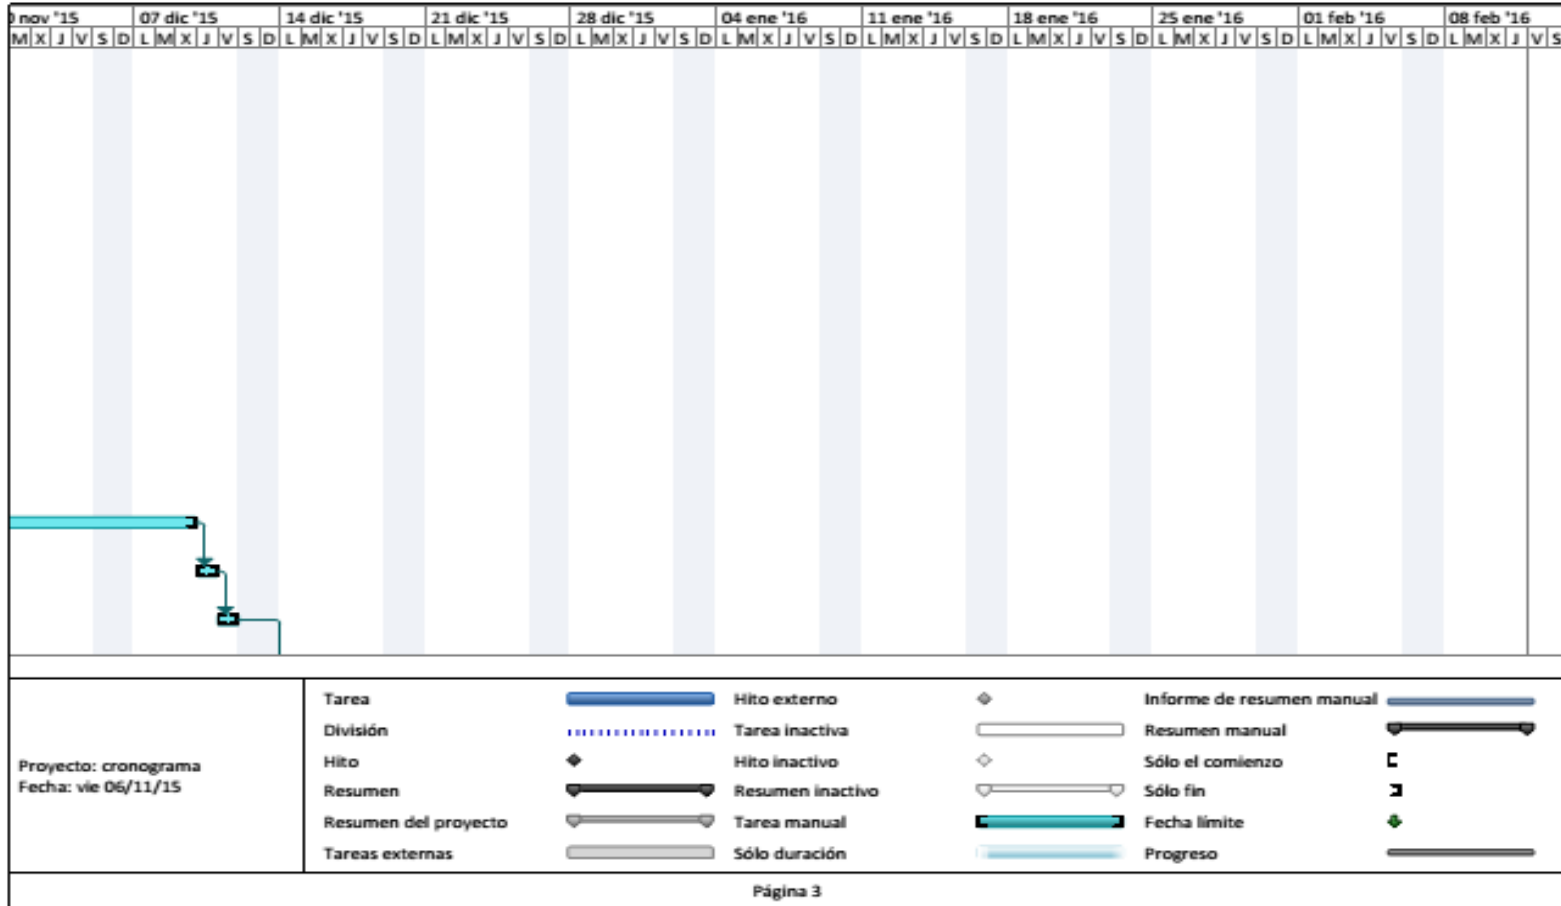 0 nov '15 07 dic '15 14 dic '15 21 dic '15 28 dic '15 04 ene '16 11 ene '16 18 ene '16 25 ene '16 01 feb '16 08 feb '16
M X J V S D L M X J V S D L M X J V S D L M X J V S D L M X J V S D L M X J V S D L M X J V S D L M X J V S D L M X J V S D L M X J V S D L M X J V S
Proyecto: cronograma
Fecha: vie 06/11/15
Tarea
División
Hito
Resumen
Resumen del proyecto
Tareas externas
Hito externo
Tarea inactiva
Hito inactivo
Resumen inactivo
Tarea manual
Sólo duración
Informe de resumen manual
Resumen manual
Sólo el comienzo
Sólo fin
Fecha límite
Progreso
Página 3